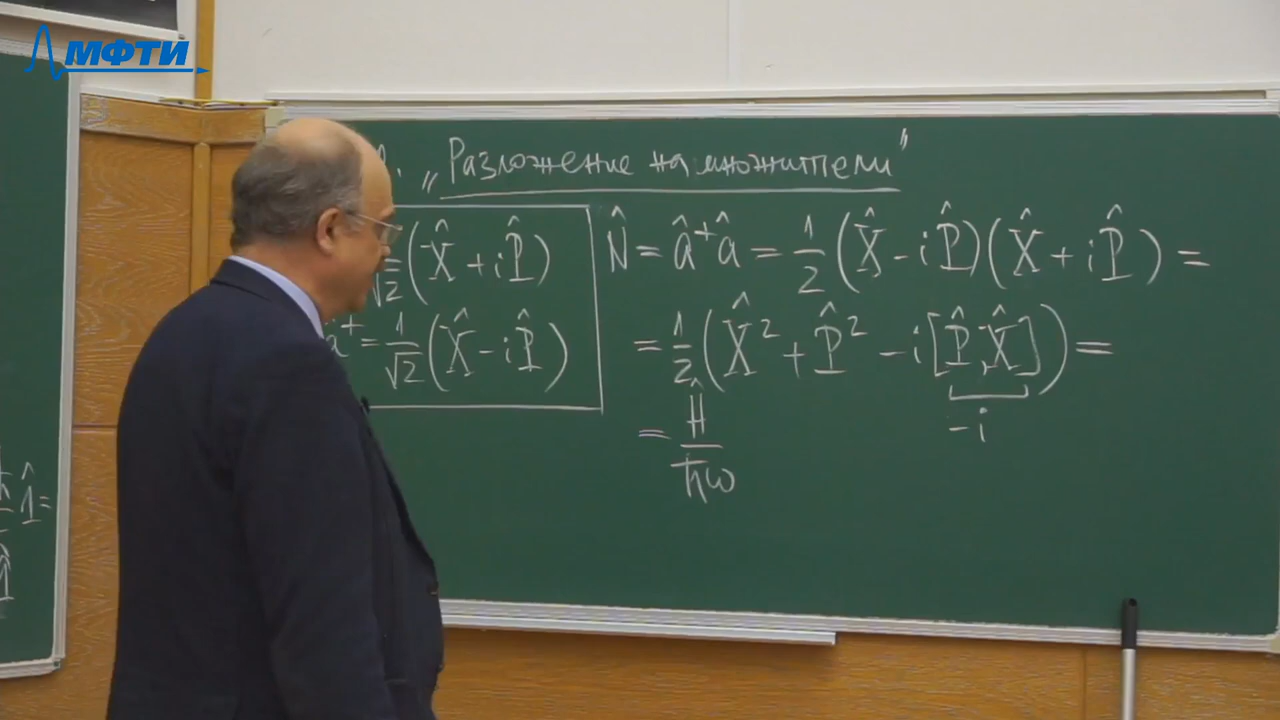 МФТИ
„Разложение на множители"
√2 (X̂ + iP̂)
a⁺ = 1/√2 (X̂ − iP̂)
N̂ = â⁺â = 1/2 (X̂ − iP̂)(X̂ + iP̂) =
= 1/2 (X̂² + P̂² − i[P̂,X̂]) =
−i
= Ĥ/ħω
1̂ =